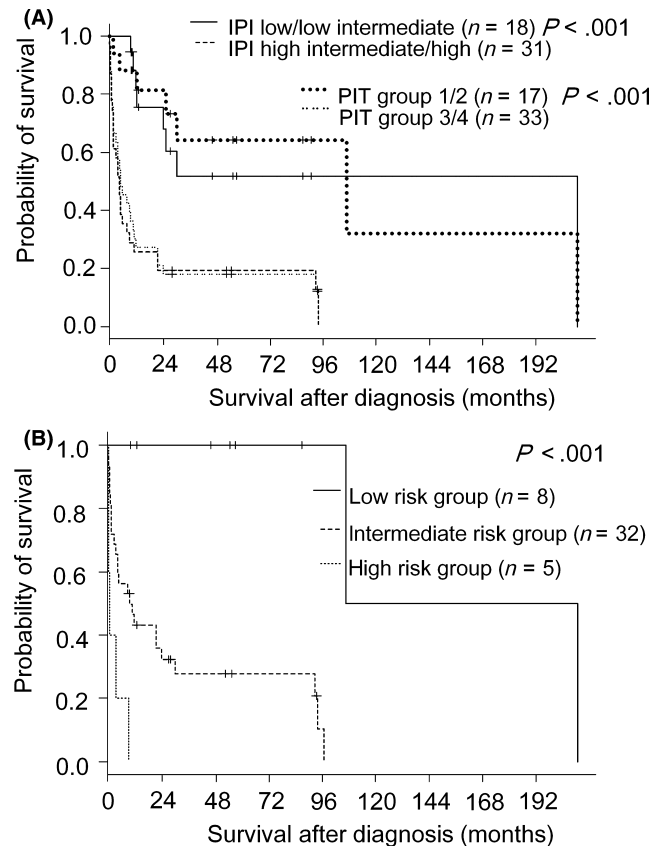 (A)
IPI low/low intermediate (n = 18) P < .001
IPI high intermediate/high (n = 31)
PIT group 1/2 (n = 17) P < .001
PIT group 3/4 (n = 33)
Probability of survival
1.0
0.8
0.6
0.4
0.2
0.0
0 24 48 72 96 120 144 168 192
Survival after diagnosis (months)
(B)
P < .001
Low risk group (n = 8)
Intermediate risk group (n = 32)
High risk group (n = 5)
Probability of survival
1.0
0.8
0.6
0.4
0.2
0.0
0 24 48 72 96 120 144 168 192
Survival after diagnosis (months)